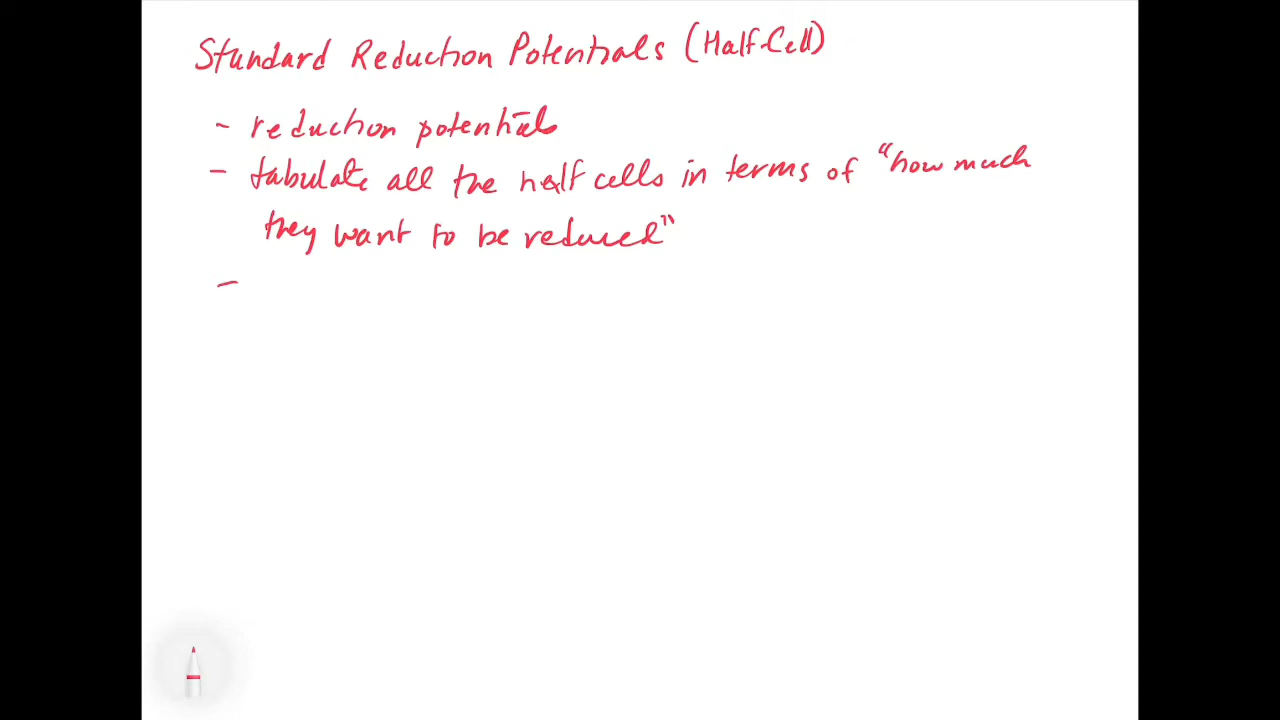 Standard Reduction Potentials (Half-Cell)
- reduction potentials
- tabulate all the half cells in terms of "how much
they want to be reduced"
-